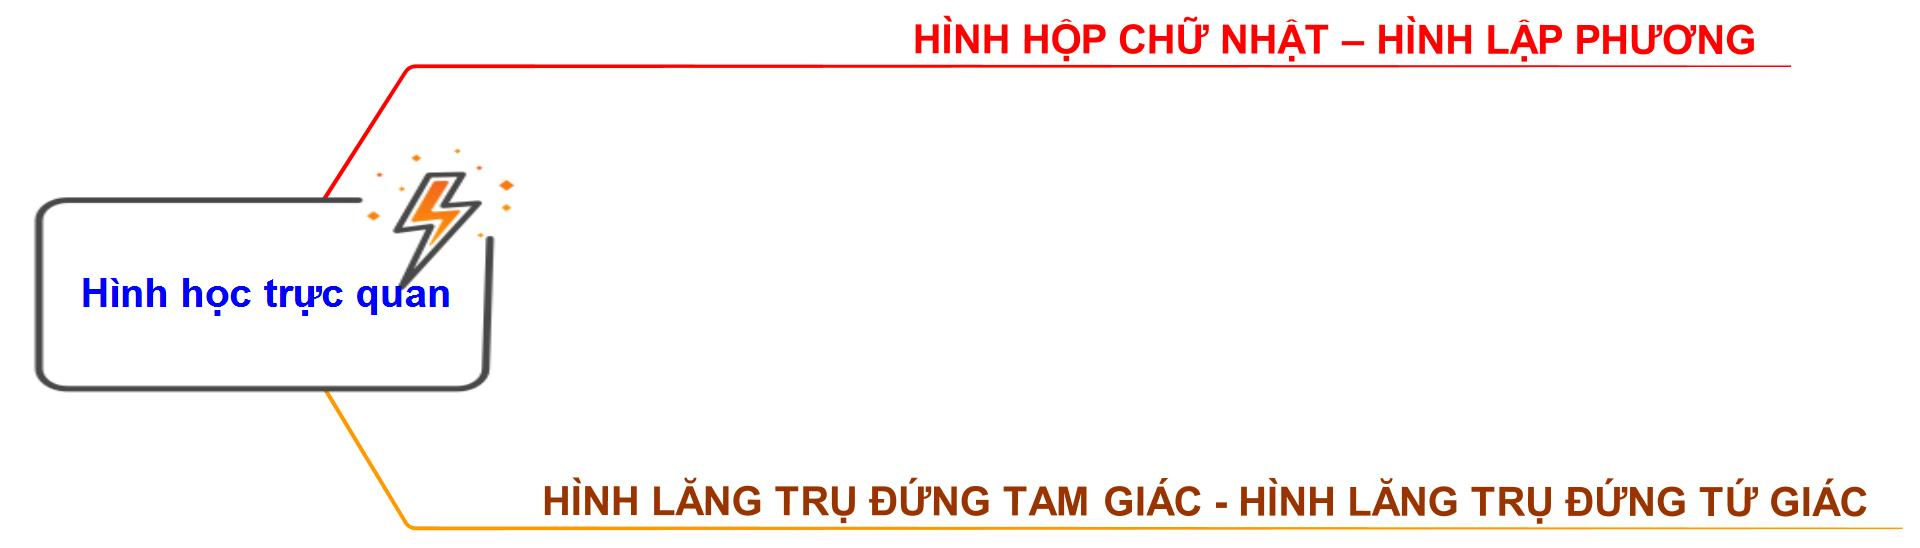 HÌNH HỘP CHỮ NHẬT – HÌNH LẬP PHƯƠNG
Hình học trực quan
HÌNH LĂNG TRỤ ĐỨNG TAM GIÁC - HÌNH LĂNG TRỤ ĐỨNG TỨ GIÁC